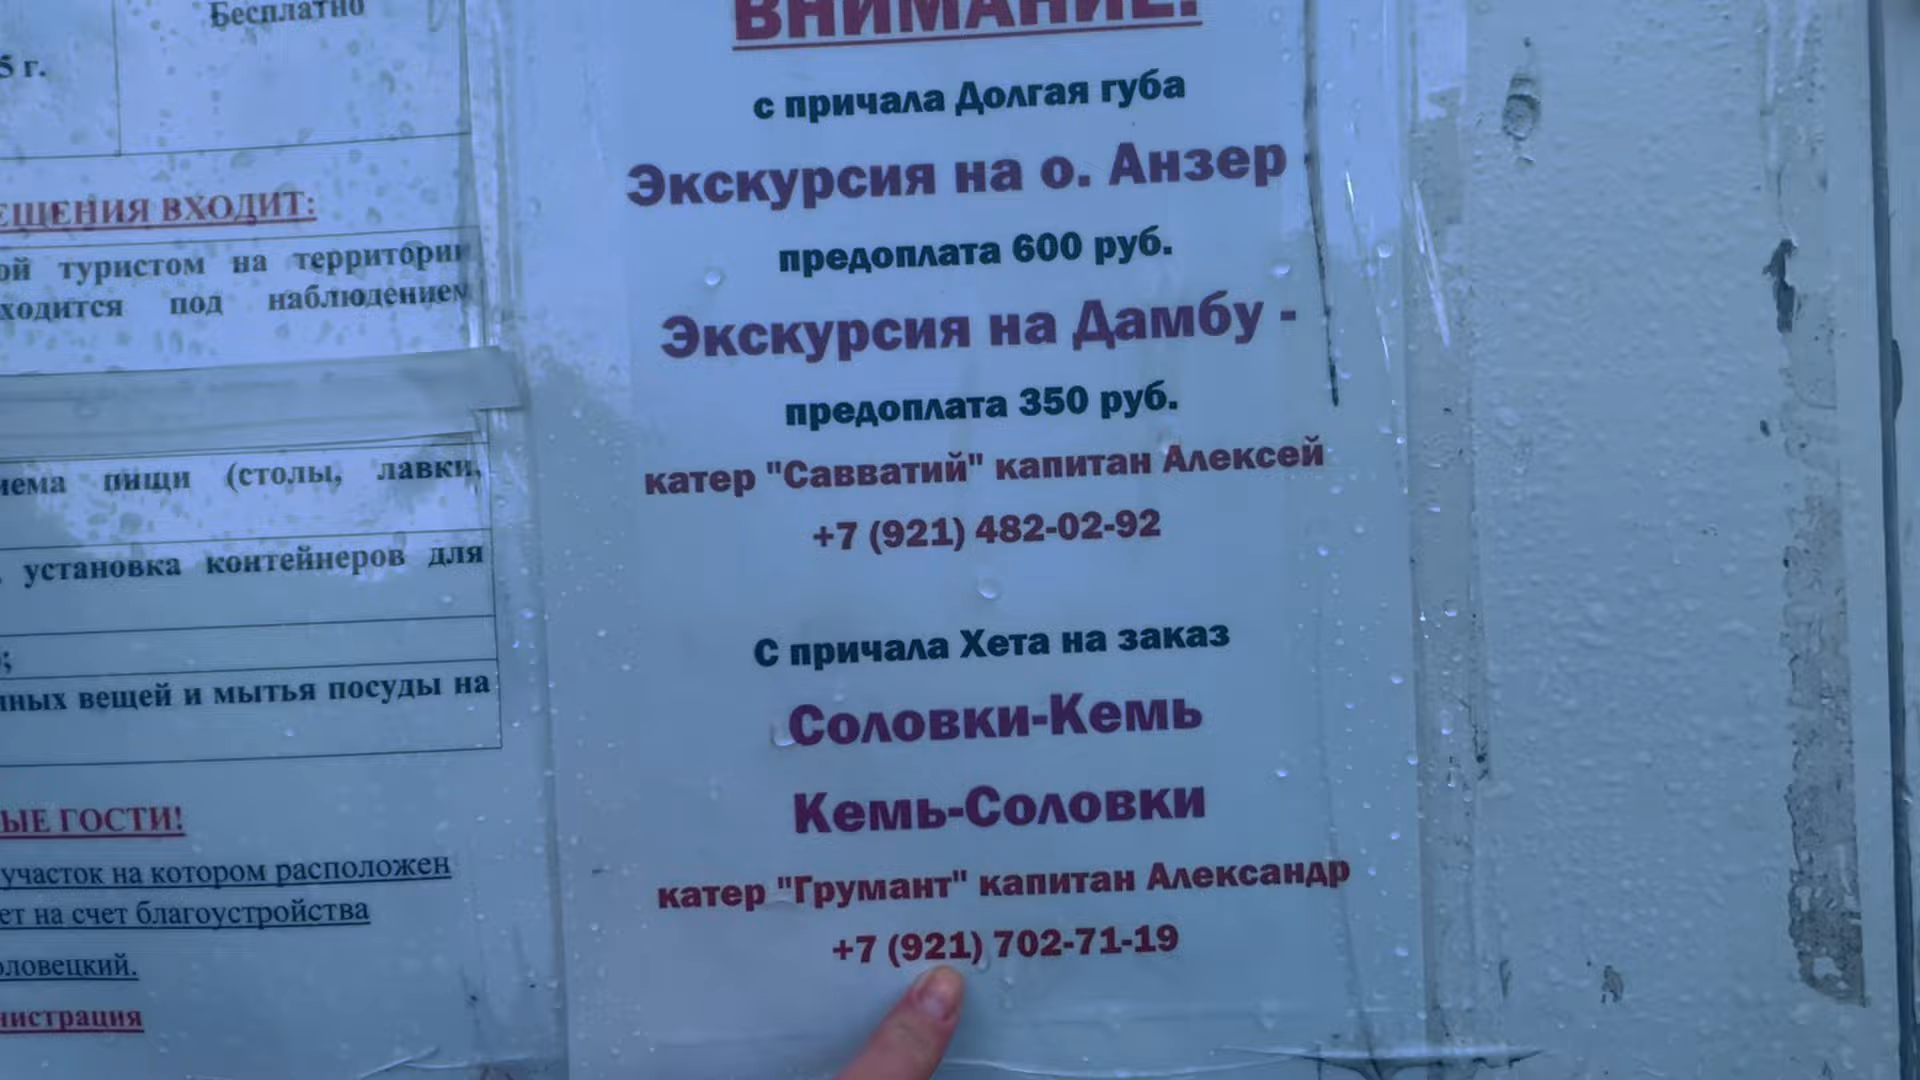 Бесплатно
5 г.
ЕЩЕНИЯ ВХОДИТ:
ой туристом на территории
ходится под наблюдением
иема пищи (столы, лавки,
, установка контейнеров для
;
нных вещей и мытья посуды на
ЫЕ ГОСТИ!
участок на котором расположен
ет на счет благоустройства
оловецкий.
нистрация
ВНИМАНИЕ!
с причала Долгая губа
Экскурсия на о. Анзер
предоплата 600 руб.
Экскурсия на Дамбу -
предоплата 350 руб.
катер "Савватий" капитан Алексей
+7 (921) 482-02-92
С причала Хета на заказ
Соловки-Кемь
Кемь-Соловки
катер "Грумант" капитан Александр
+7 (921) 702-71-19